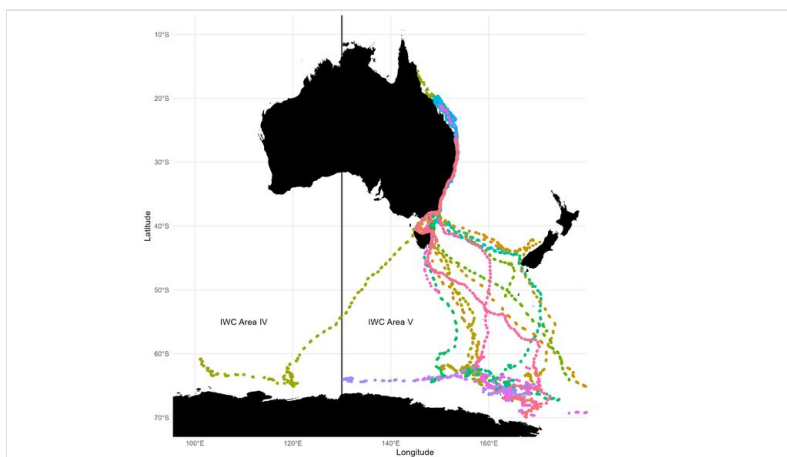 10°S
20°S
30°S
40°S
50°S
60°S
70°S
Latitude
IWC Area IV
IWC Area V
100°E
120°E
140°E
160°E
Longitude